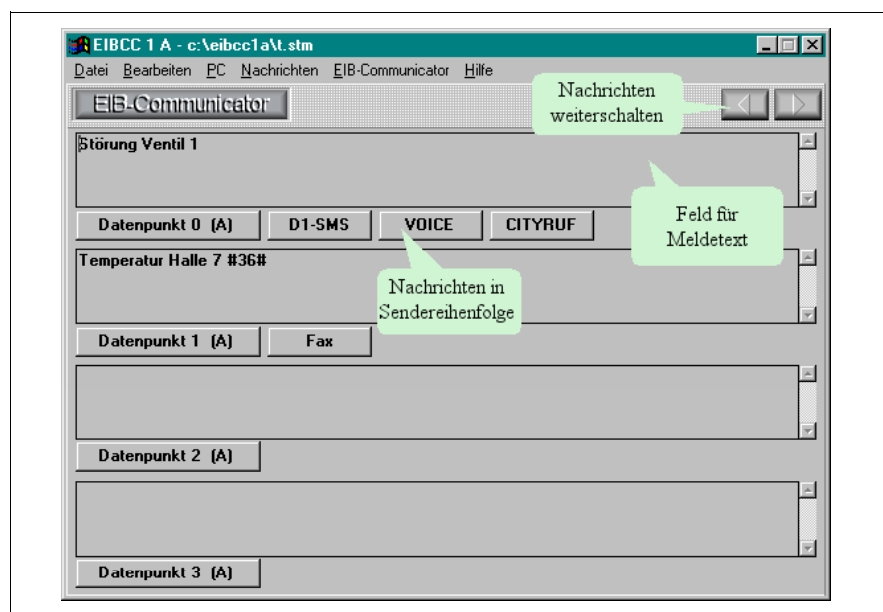 EIBCC 1 A - c:\eibcc1a\t.stm
Datei Bearbeiten PC Nachrichten EIB-Communicator Hilfe
EIB-Communicator
Nachrichten
weiterschalten
Störung Ventil 1
Feld für
Meldetext
Datenpunkt 0 (A) D1-SMS VOICE CITYRUF
Temperatur Halle 7 #36#
Nachrichten in
Sendereihenfolge
Datenpunkt 1 (A) Fax
Datenpunkt 2 (A)
Datenpunkt 3 (A)